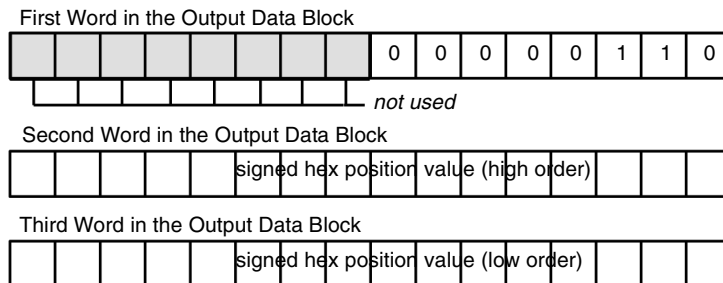 First Word in the Output Data Block
0 0 0 0 0 1 1 0
not used
Second Word in the Output Data Block
signed hex position value (high order)
Third Word in the Output Data Block
signed hex position value (low order)